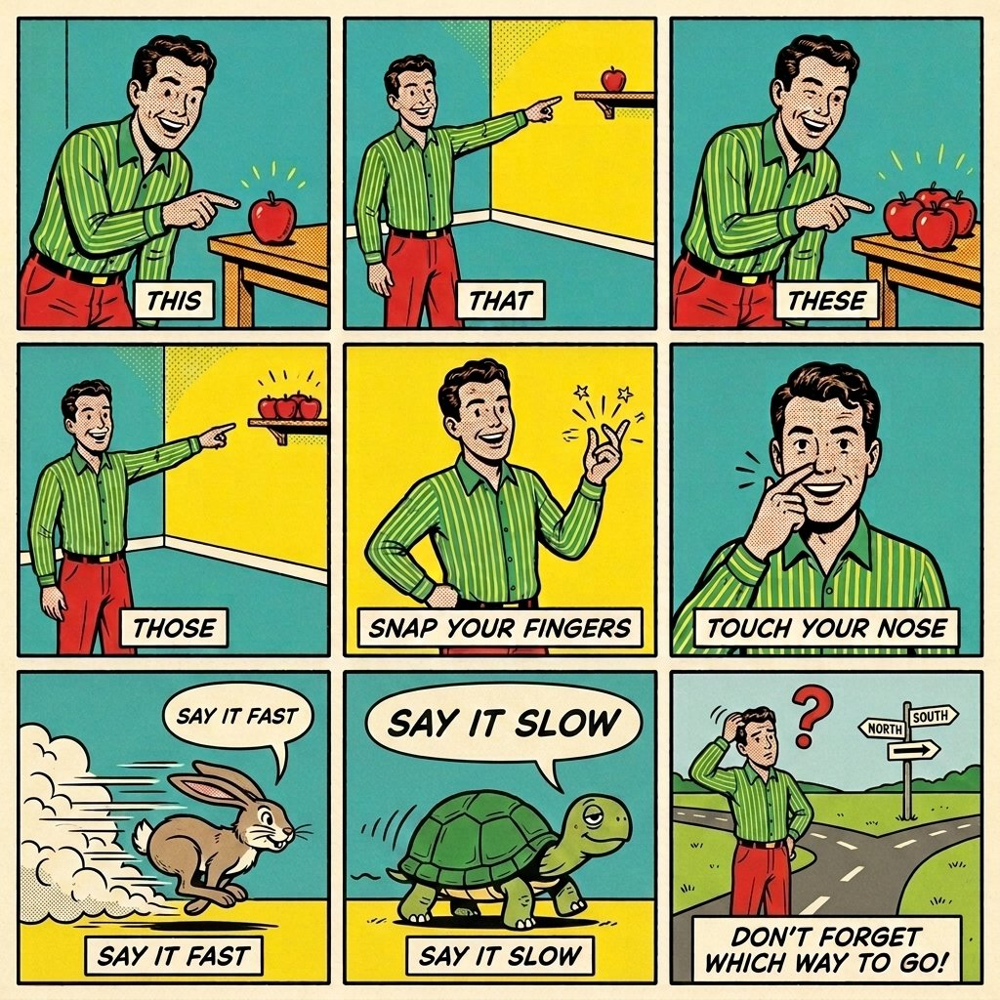 THIS
THAT
THESE
THOSE
SNAP YOUR FINGERS
TOUCH YOUR NOSE
SAY IT FAST
SAY IT FAST
SAY IT SLOW
SAY IT SLOW
NORTH
SOUTH
DON'T FORGET
WHICH WAY TO GO!